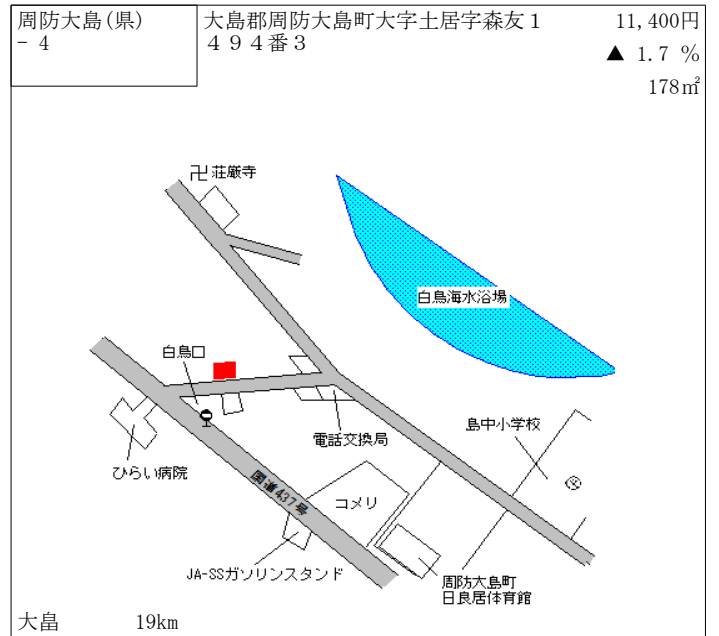 周防大島(県)
－4
大島郡周防大島町大字土居字森友１
４９４番３
11,400円
▲ 1.7 %
178㎡
卍荘厳寺
白鳥海水浴場
白鳥口
島中小学校
電話交換局
ひらい病院
国道437号
コメリ
JA-SSガソリンスタンド
周防大島町
日良居体育館
大畠 19km